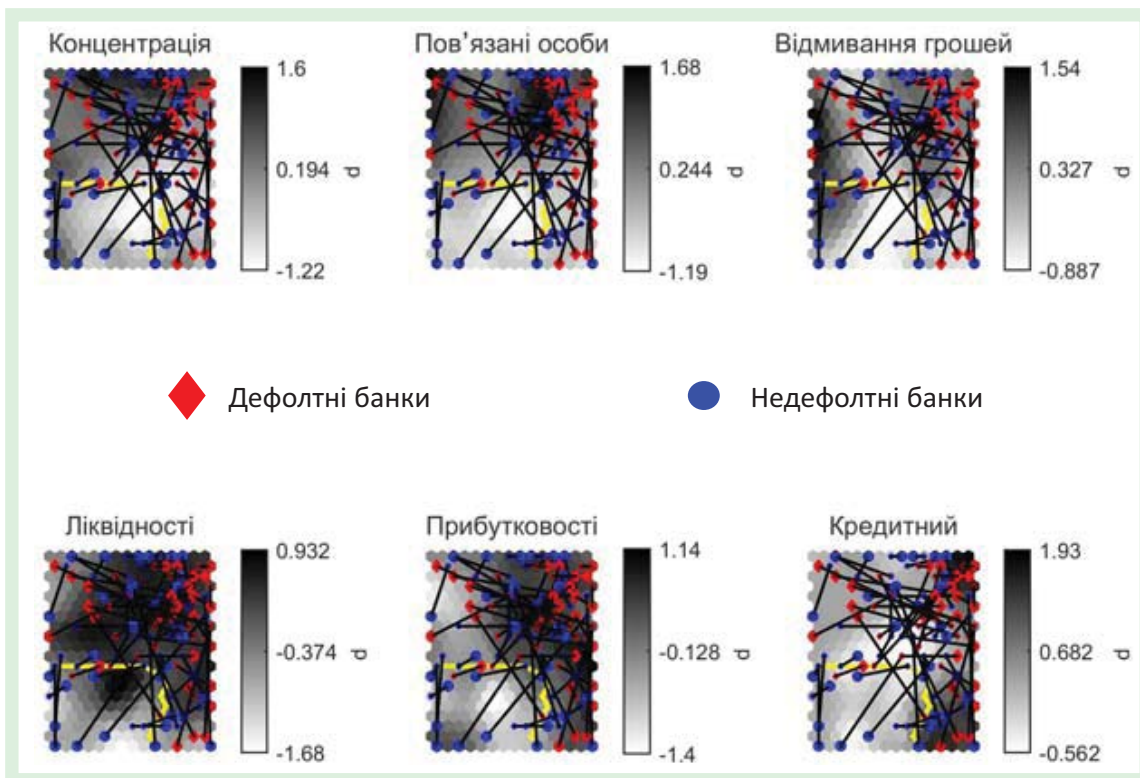 Концентрація
1.6
0.194
d
-1.22
Пов’язані особи
1.68
0.244
d
-1.19
Відмивання грошей
1.54
0.327
d
-0.887
Дефолтні банки
Недефолтні банки
Ліквідності
0.932
-0.374
d
-1.68
Прибутковості
1.14
-0.128
d
-1.4
Кредитний
1.93
0.682
d
-0.562